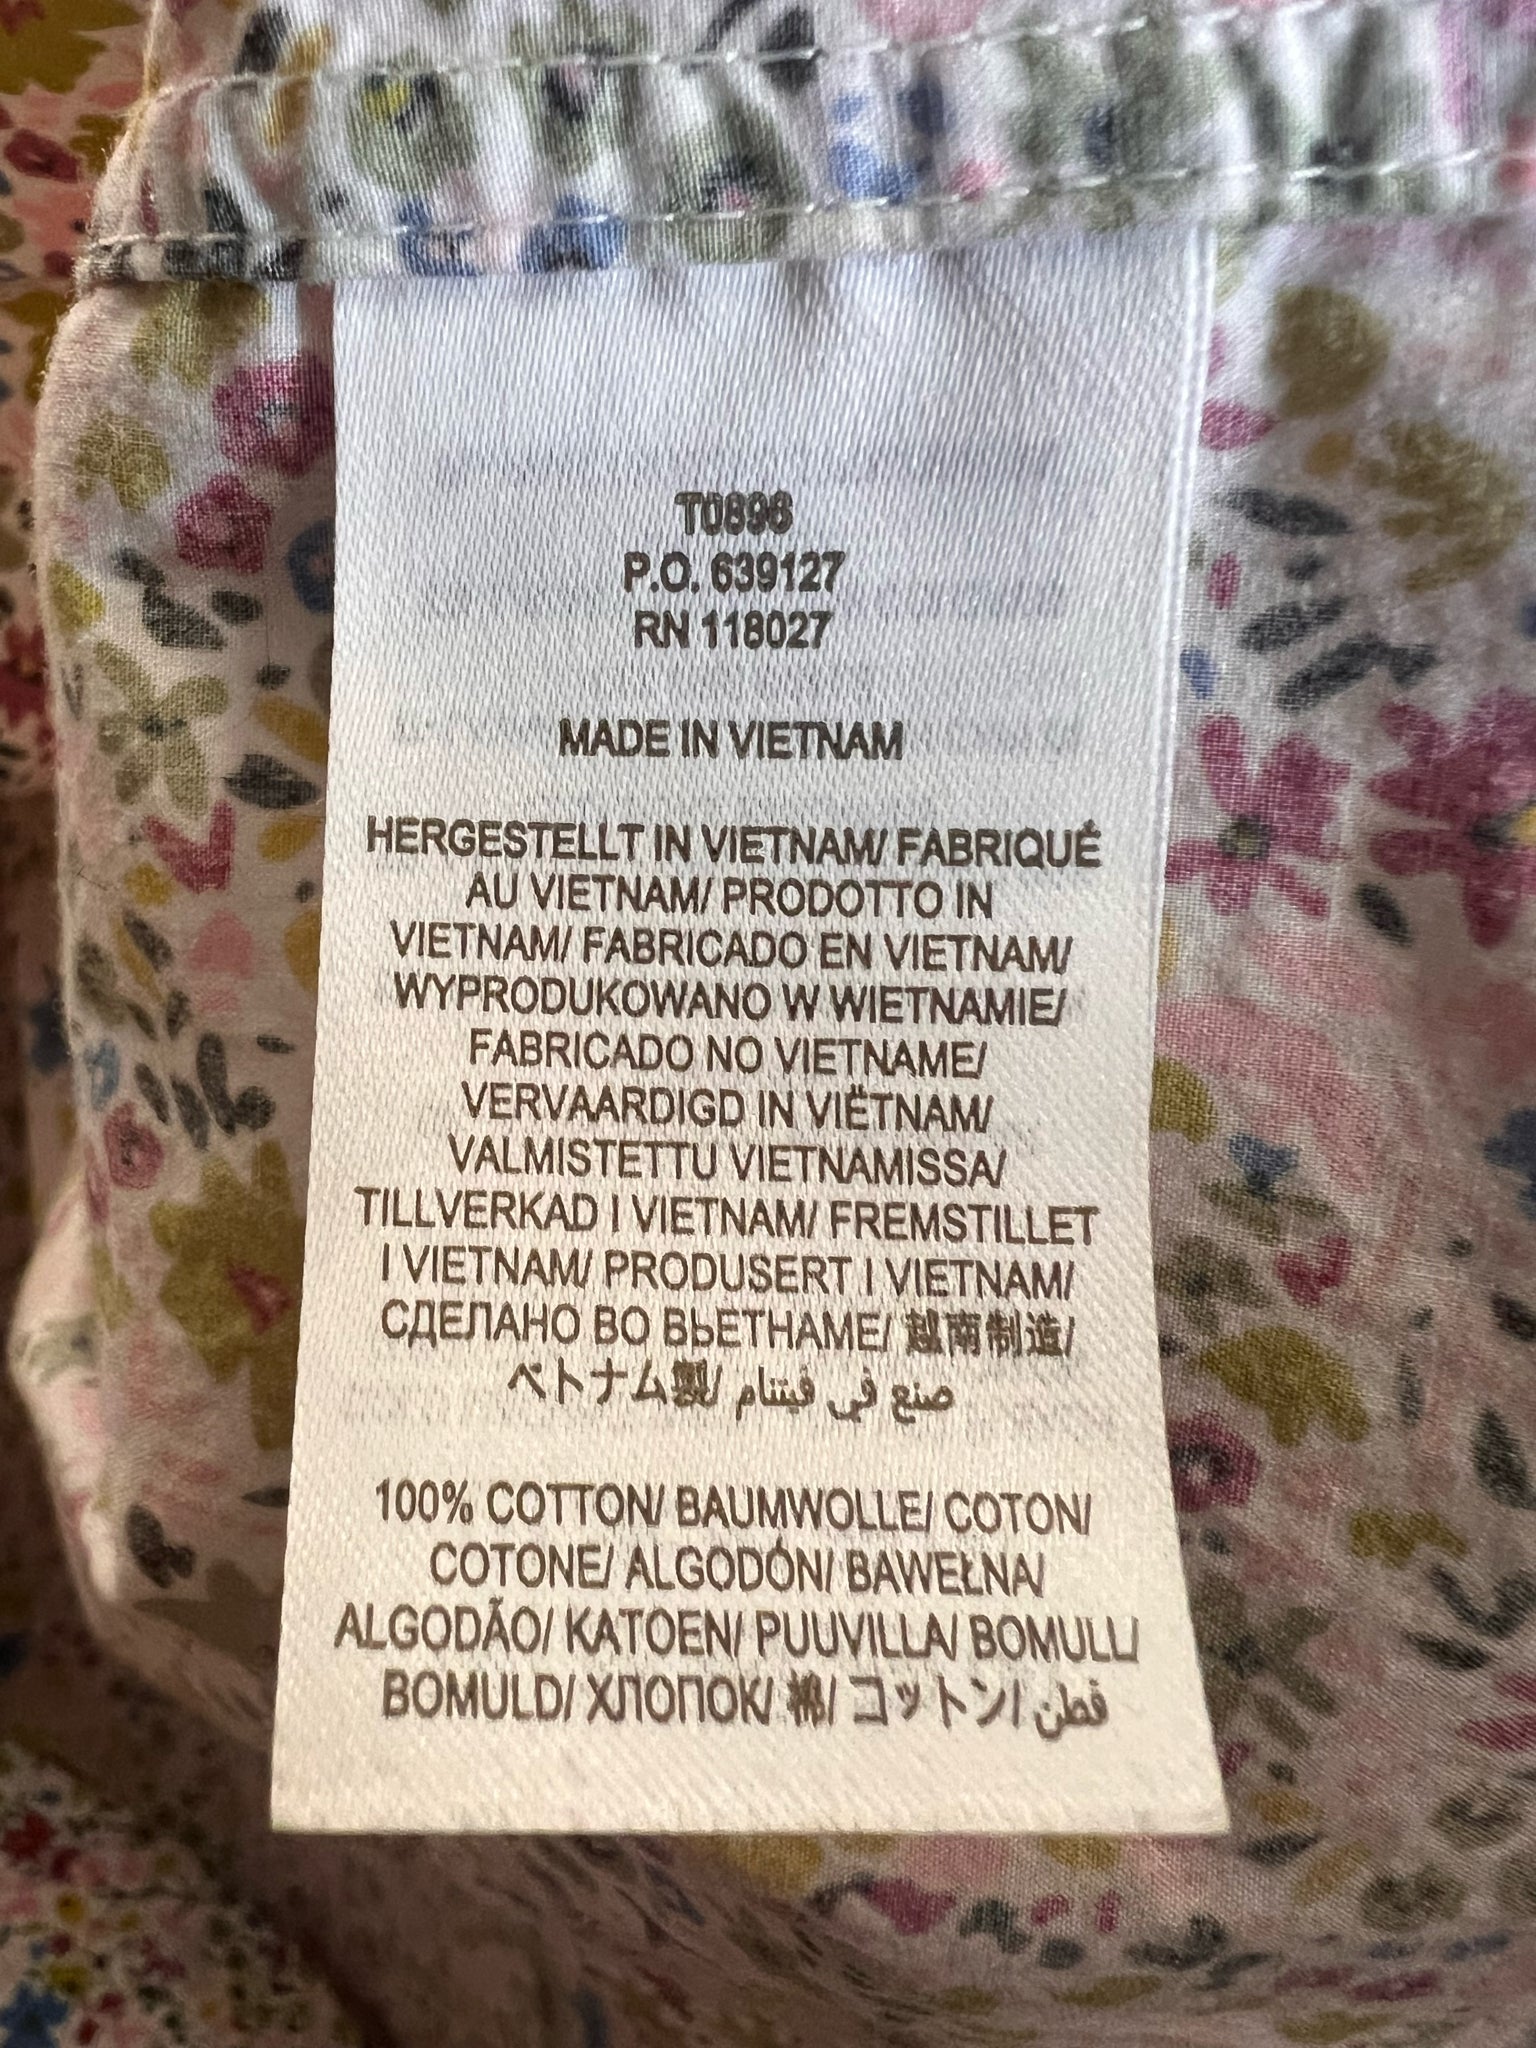 T0896
P.O. 639127
RN 118027
MADE IN VIETNAM
HERGESTELLT IN VIETNAM/ FABRIQUÉ
AU VIETNAM/ PRODOTTO IN
VIETNAM/ FABRICADO EN VIETNAM/
WYPRODUKOWANO W WIETNAMIE/
FABRICADO NO VIETNAME/
VERVAARDIGD IN VIËTNAM/
VALMISTETTU VIETNAMISSA/
TILLVERKAD I VIETNAM/ FREMSTILLET
I VIETNAM/ PRODUSERT I VIETNAM/
СДЕЛАНО ВО ВЬЕТНАМЕ/ 越南制造/
ベトナム製/ صنع في فيتنام
100% COTTON/ BAUMWOLLE/ COTON/
COTONE/ ALGODÓN/ BAWEŁNA/
ALGODÃO/ KATOEN/ PUUVILLA/ BOMULL/
BOMULD/ ХЛОПОК/ 棉/ コットン/ قطن